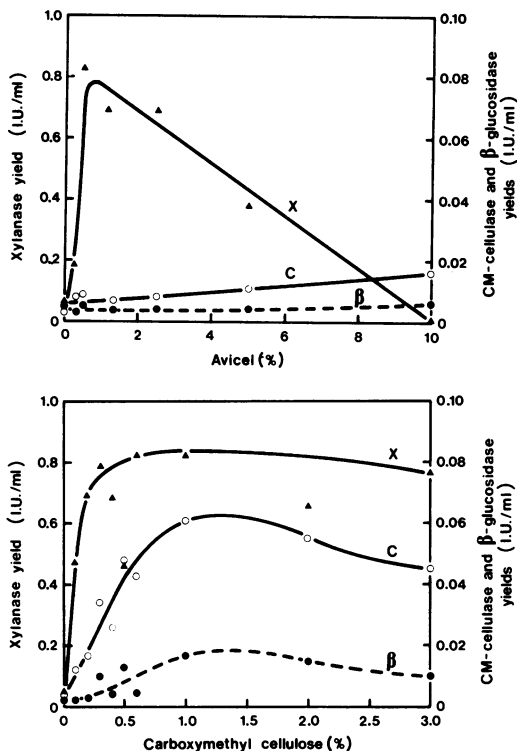 1.0
0.8
0.6
0.4
0.2
0
Xylanase yield (I.U./ml)
0.10
0.08
0.06
0.04
0.02
0
CM-cellulase and β-glucosidase
yields (I.U./ml)
X
C
β
0 2 4 6 8 10
Avicel (%)
1.0
0.8
0.6
0.4
0.2
0
Xylanase yield (I.U./ml)
0.10
0.08
0.06
0.04
0.02
0
CM-cellulase and β-glucosidase
yields (I.U./ml)
X
C
β
0 0.5 1.0 2.0 2.5 3.0
Carboxymethyl cellulose (%)